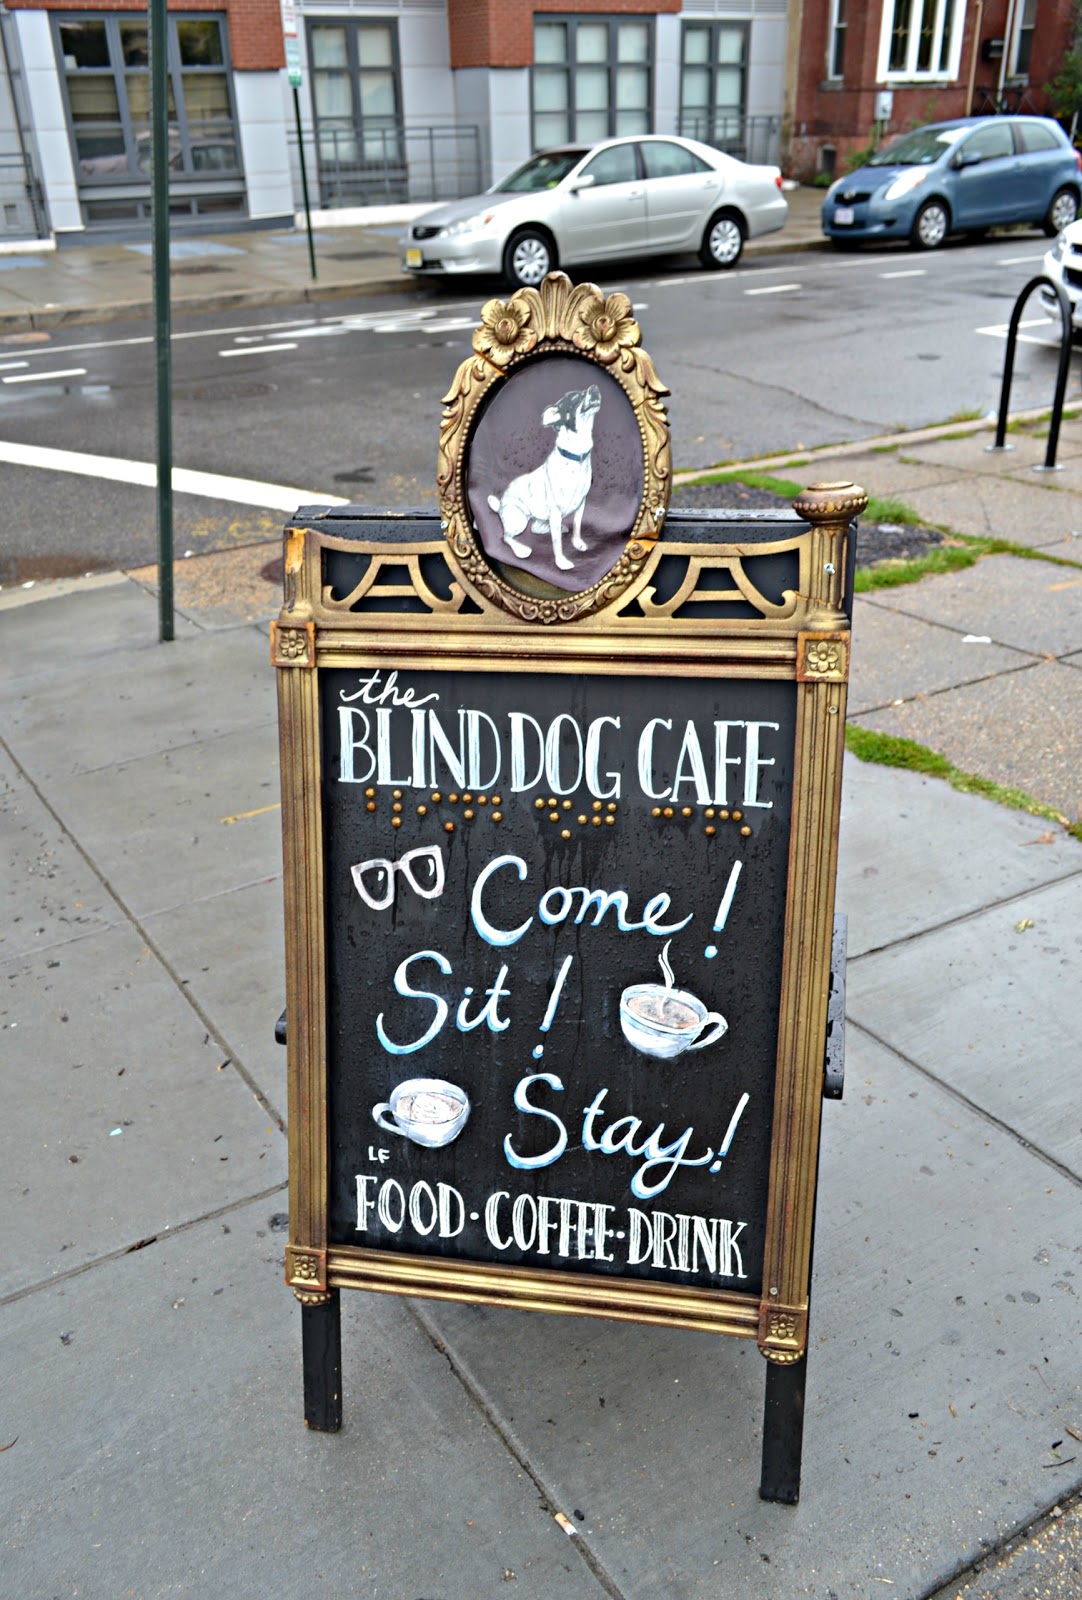 the
BLIND DOG CAFE
Come!
Sit!
Stay!
LF
FOOD·COFFEE·DRINK